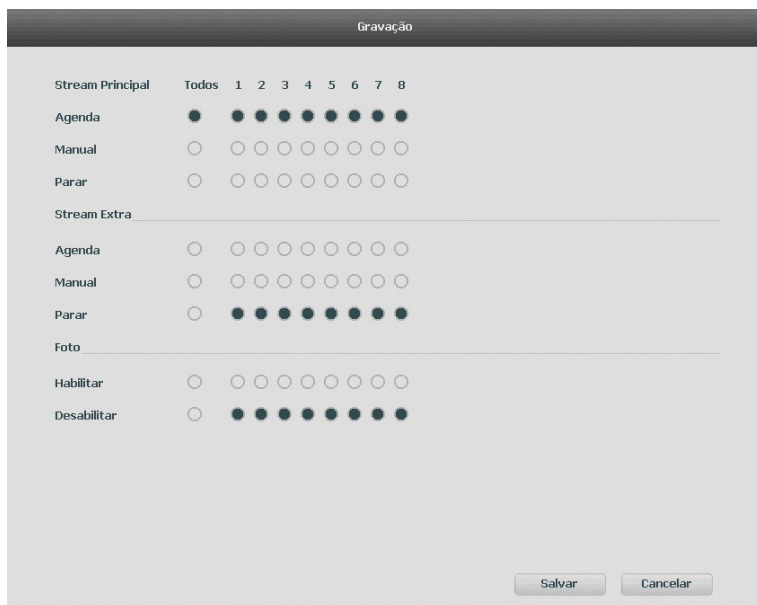 Gravação
Stream Principal Todos 1 2 3 4 5 6 7 8
Agenda
Manual
Parar
Stream Extra
Agenda
Manual
Parar
Foto
Habilitar
Desabilitar
Salvar Cancelar